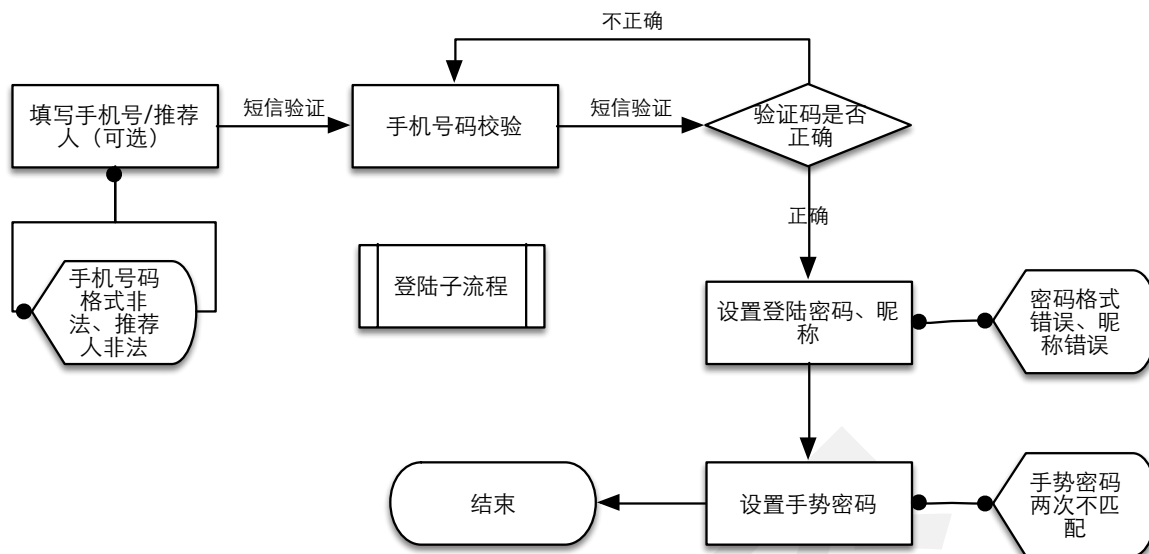 不正确
填写手机号/推荐
人（可选）
短信验证
手机号码校验
短信验证
验证码是否
正确
正确
手机号码
格式非
法、推荐
人非法
登陆子流程
设置登陆密码、昵
称
密码格式
错误、昵
称错误
结束
设置手势密码
手势密码
两次不匹
配